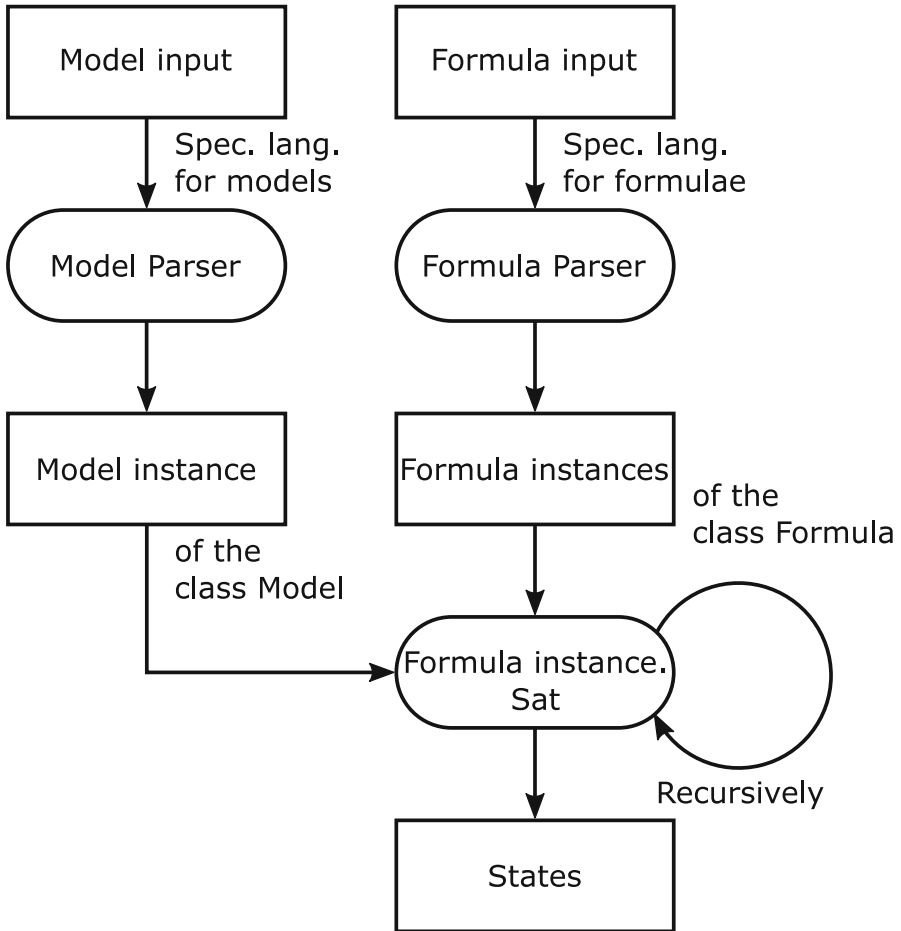 Model input
Formula input
Spec. lang.
for models
Spec. lang.
for formulae
Model Parser
Formula Parser
Model instance
Formula instances
of the
class Model
of the
class Formula
Formula instance.
Sat
Recursively
States